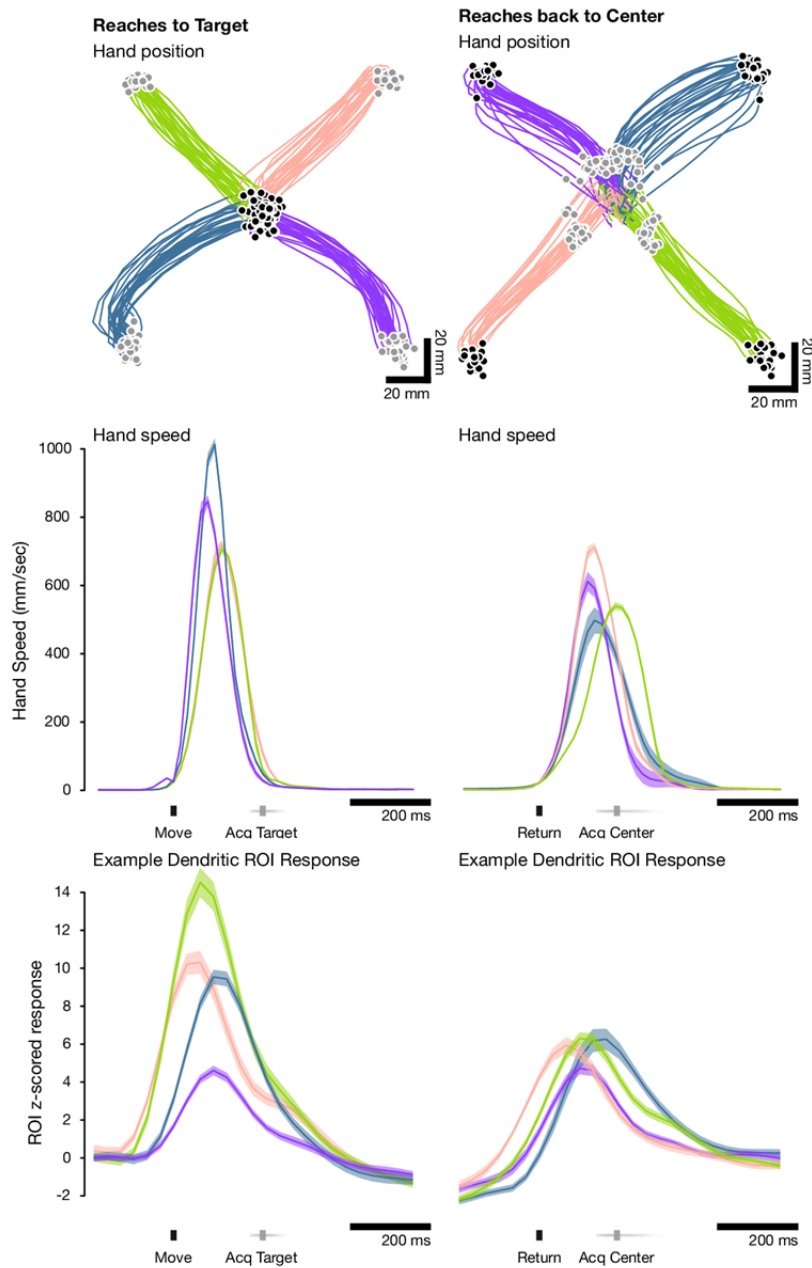 Reaches to Target
Hand position
Reaches back to Center
Hand position
20 mm
20 mm
20 mm
20 mm
Hand speed
Hand speed
Hand Speed (mm/sec)
1000
800
600
400
200
0
Move
Acq Target
200 ms
Return
Acq Center
200 ms
Example Dendritic ROI Response
Example Dendritic ROI Response
ROI z-scored response
14
12
10
8
6
4
2
0
-2
Move
Acq Target
200 ms
Return
Acq Center
200 ms